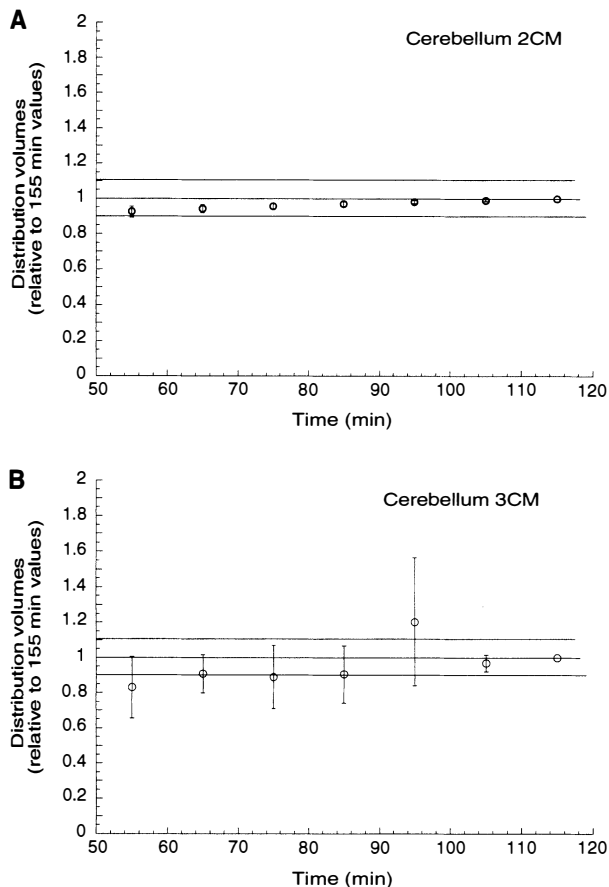 A
Cerebellum 2CM
Distribution volumes
(relative to 155 min values)
2
1.8
1.6
1.4
1.2
1
0.8
0.6
0.4
0.2
0
50 60 70 80 90 100 110 120
Time (min)
B
Cerebellum 3CM
Distribution volumes
(relative to 155 min values)
2
1.8
1.6
1.4
1.2
1
0.8
0.6
0.4
0.2
0
50 60 70 80 90 100 110 120
Time (min)